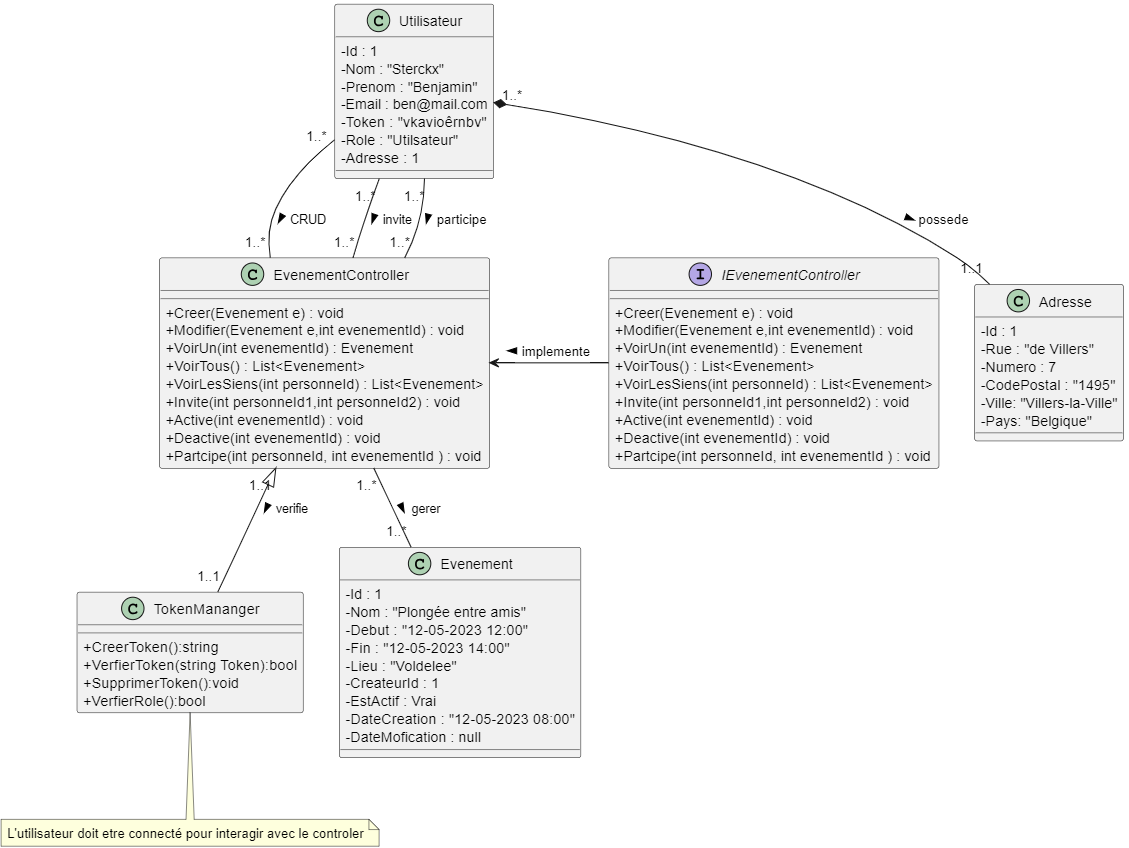 C Utilisateur
-Id : 1
-Nom : "Sterckx"
-Prenom : "Benjamin"
-Email : ben@mail.com
-Token : "vkavioêrnbv"
-Role : "Utilsateur"
-Adresse : 1
1..*
1..*
1..*
1..*
CRUD
invite
participe
possede
1..*
1..*
1..*
1..1
C EvenementController
+Creer(Evenement e) : void
+Modifier(Evenement e,int evenementId) : void
+VoirUn(int evenementId) : Evenement
+VoirTous() : List<Evenement>
+VoirLesSiens(int personneId) : List<Evenement>
+Invite(int personneId1,int personneId2) : void
+Active(int evenementId) : void
+Deactive(int evenementId) : void
+Partcipe(int personneId, int evenementId ) : void
implemente
I IEvenementController
+Creer(Evenement e) : void
+Modifier(Evenement e,int evenementId) : void
+VoirUn(int evenementId) : Evenement
+VoirTous() : List<Evenement>
+VoirLesSiens(int personneId) : List<Evenement>
+Invite(int personneId1,int personneId2) : void
+Active(int evenementId) : void
+Deactive(int evenementId) : void
+Partcipe(int personneId, int evenementId ) : void
C Adresse
-Id : 1
-Rue : "de Villers"
-Numero : 7
-CodePostal : "1495"
-Ville: "Villers-la-Ville"
-Pays: "Belgique"
1..1
1..*
verifie
gerer
1..1
1..*
C TokenMananger
+CreerToken():string
+VerfierToken(string Token):bool
+SupprimerToken():void
+VerfierRole():bool
C Evenement
-Id : 1
-Nom : "Plongée entre amis"
-Debut : "12-05-2023 12:00"
-Fin : "12-05-2023 14:00"
-Lieu : "Voldelee"
-CreateurId : 1
-EstActif : Vrai
-DateCreation : "12-05-2023 08:00"
-DateMofication : null
L'utilisateur doit etre connecté pour interagir avec le controler